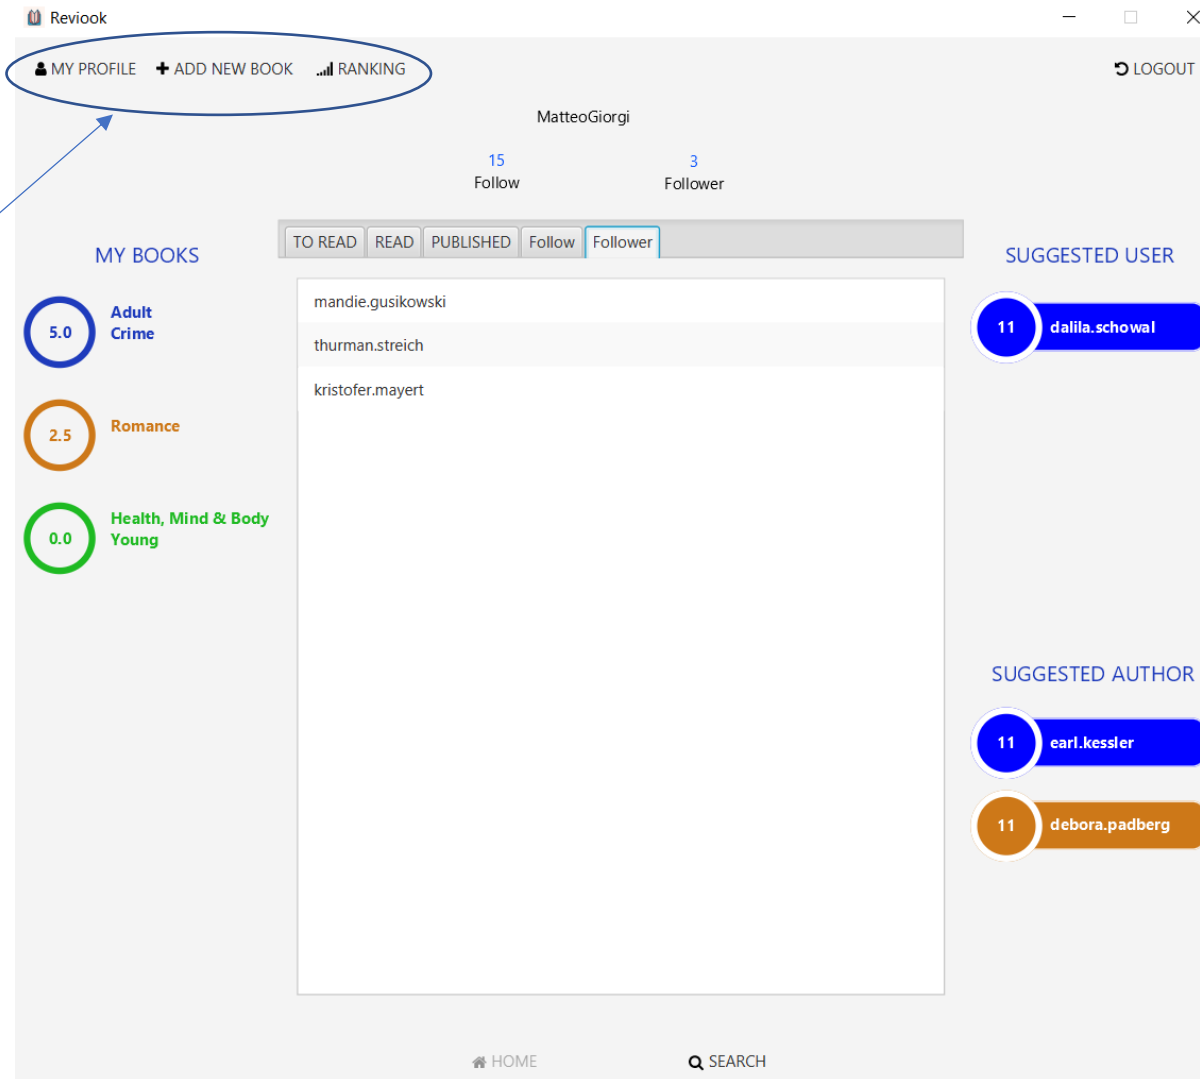 Reviook
MY PROFILE ADD NEW BOOK RANKING LOGOUT
MatteoGiorgi
15 3
Follow Follower
TO READ READ PUBLISHED Follow Follower
MY BOOKS
5.0 Adult
Crime
2.5 Romance
0.0 Health, Mind & Body
Young
mandie.gusikowski
thurman.streich
kristofer.mayert
SUGGESTED USER
11 dalila.schowal
SUGGESTED AUTHOR
11 earl.kessler
11 debora.padberg
HOME SEARCH